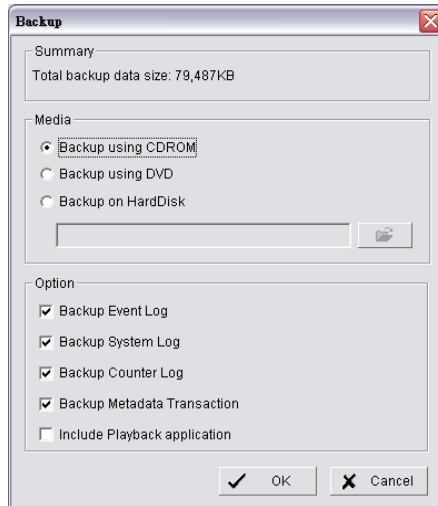 Backup
Summary
Total backup data size: 79,487KB
Media
Backup using CDROM
Backup using DVD
Backup on HardDisk
Option
Backup Event Log
Backup System Log
Backup Counter Log
Backup Metadata Transaction
Include Playback application
OK Cancel